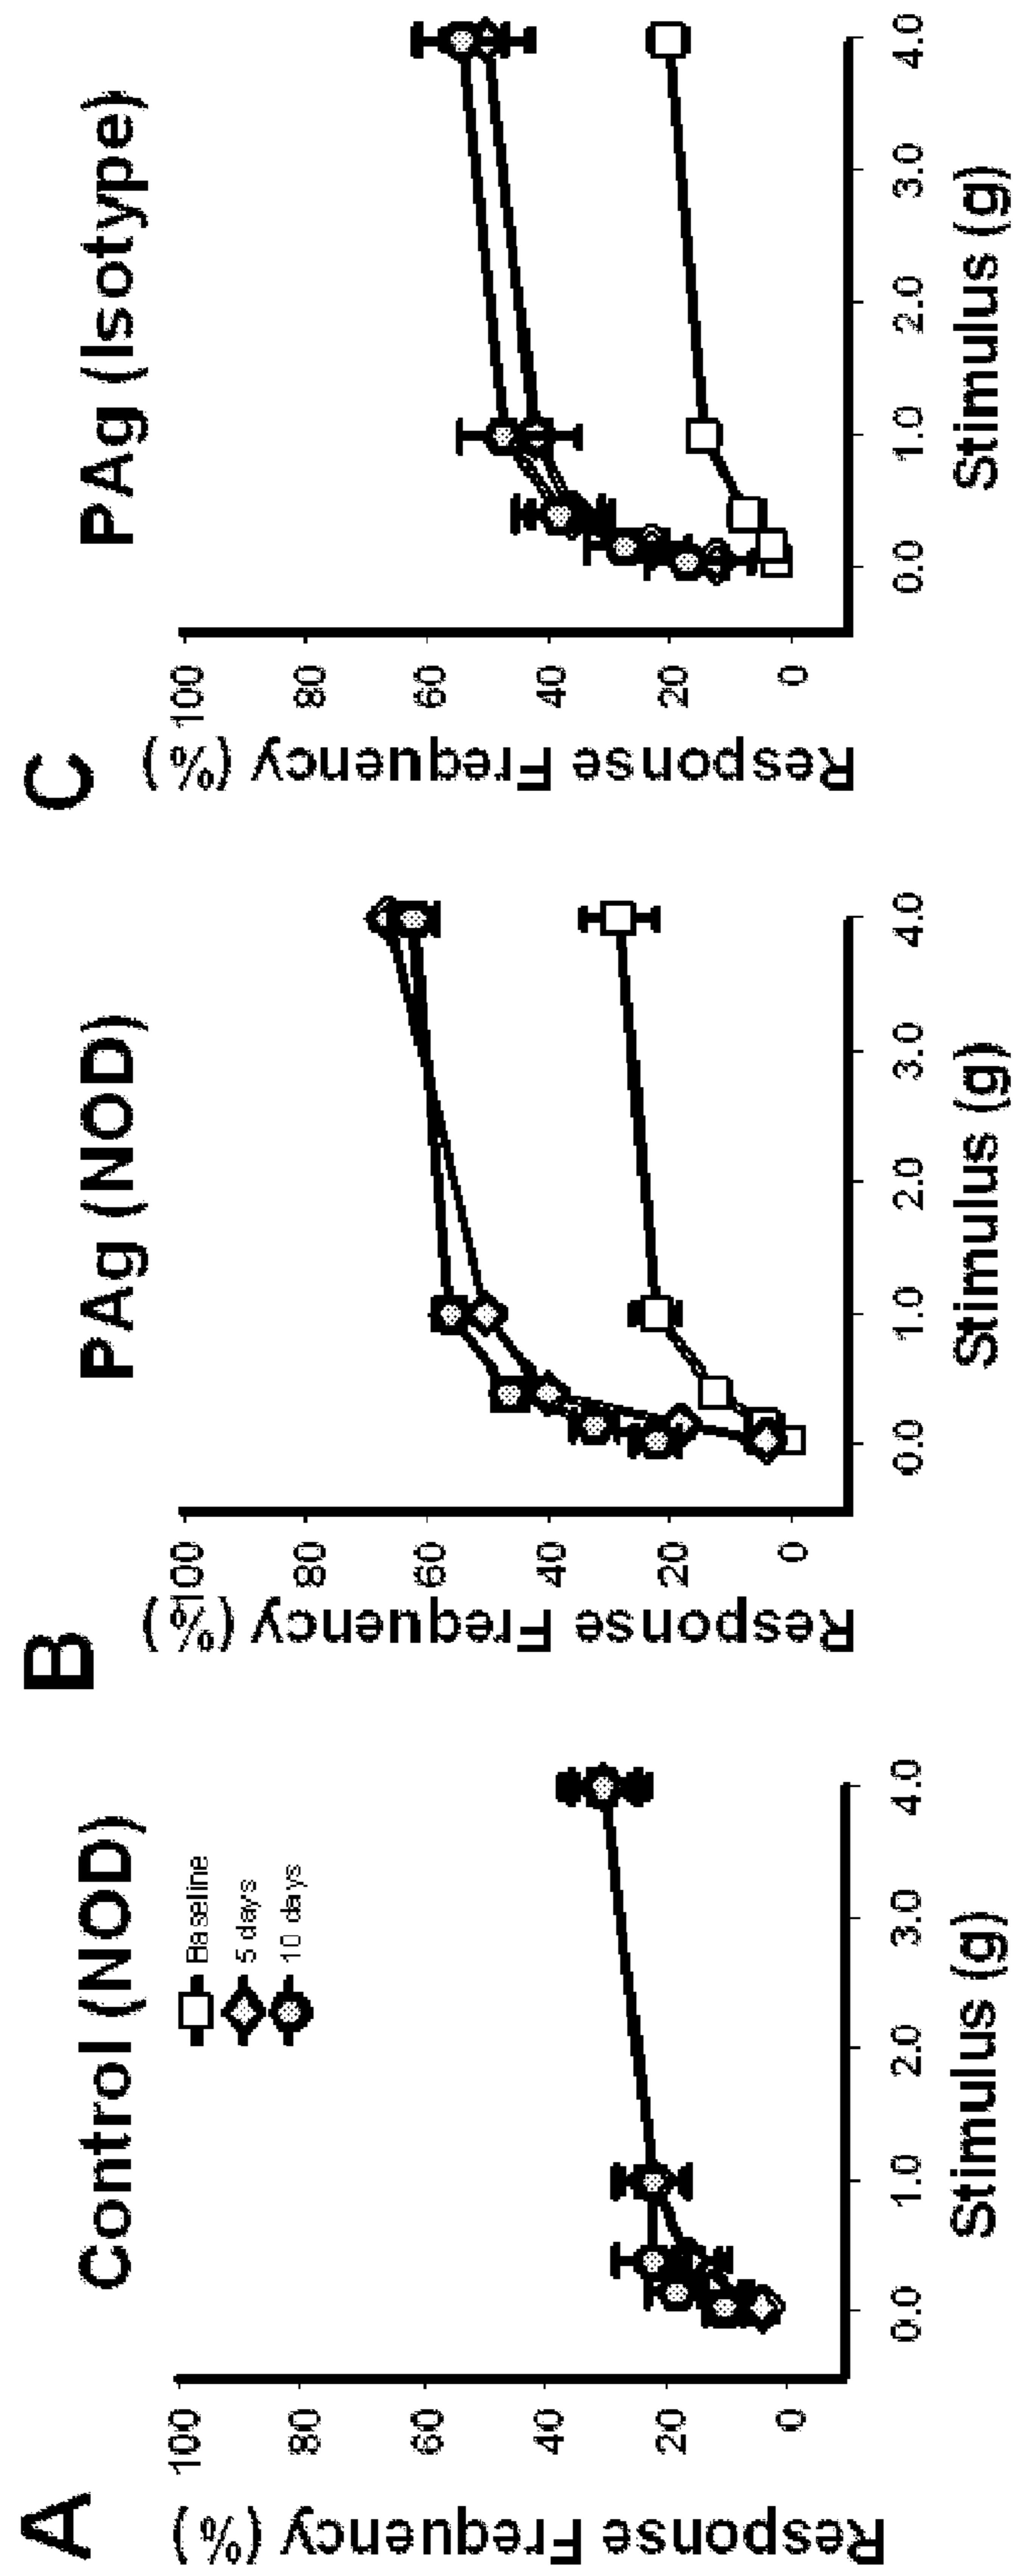 A
Control (NOD)
Response Frequency (%)
100
80
60
40
20
0
Baseline
5 days
10 days
0.0 1.0 2.0 3.0 4.0
Stimulus (g)
B
PAg (NOD)
Response Frequency (%)
100
80
60
40
20
0
0.0 1.0 2.0 3.0 4.0
Stimulus (g)
C
PAg (Isotype)
Response Frequency (%)
100
80
60
40
20
0
0.0 1.0 2.0 3.0 4.0
Stimulus (g)